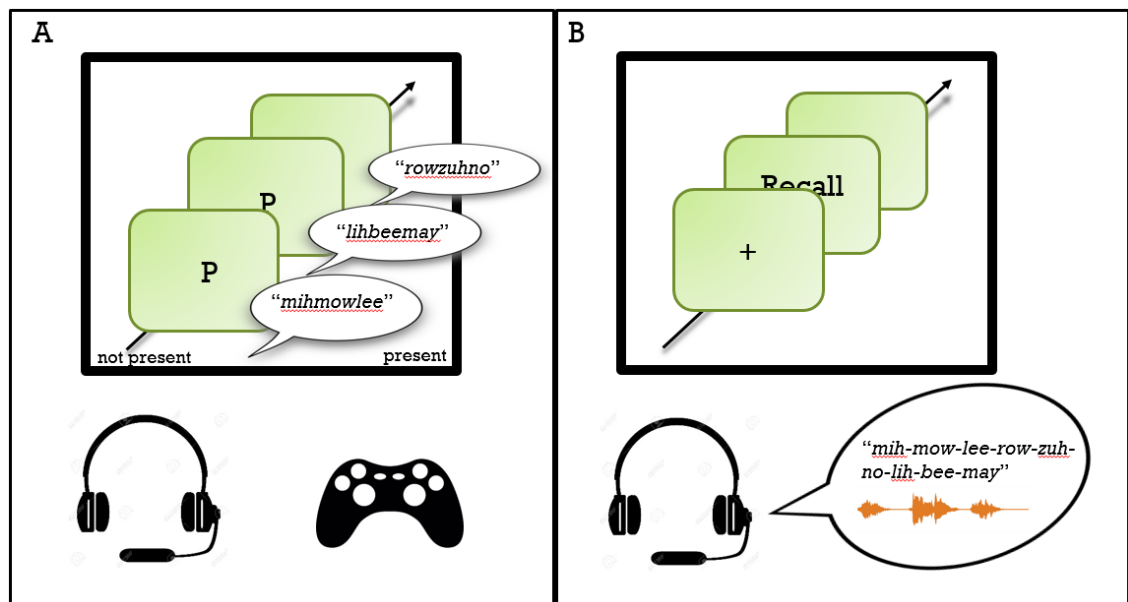 A
“rowzuhno”
P
“lihbeemay”
P
“mihmowlee”
not present
present
B
Recall
+
“mih-mow-lee-row-zuh-
no-lih-bee-may”